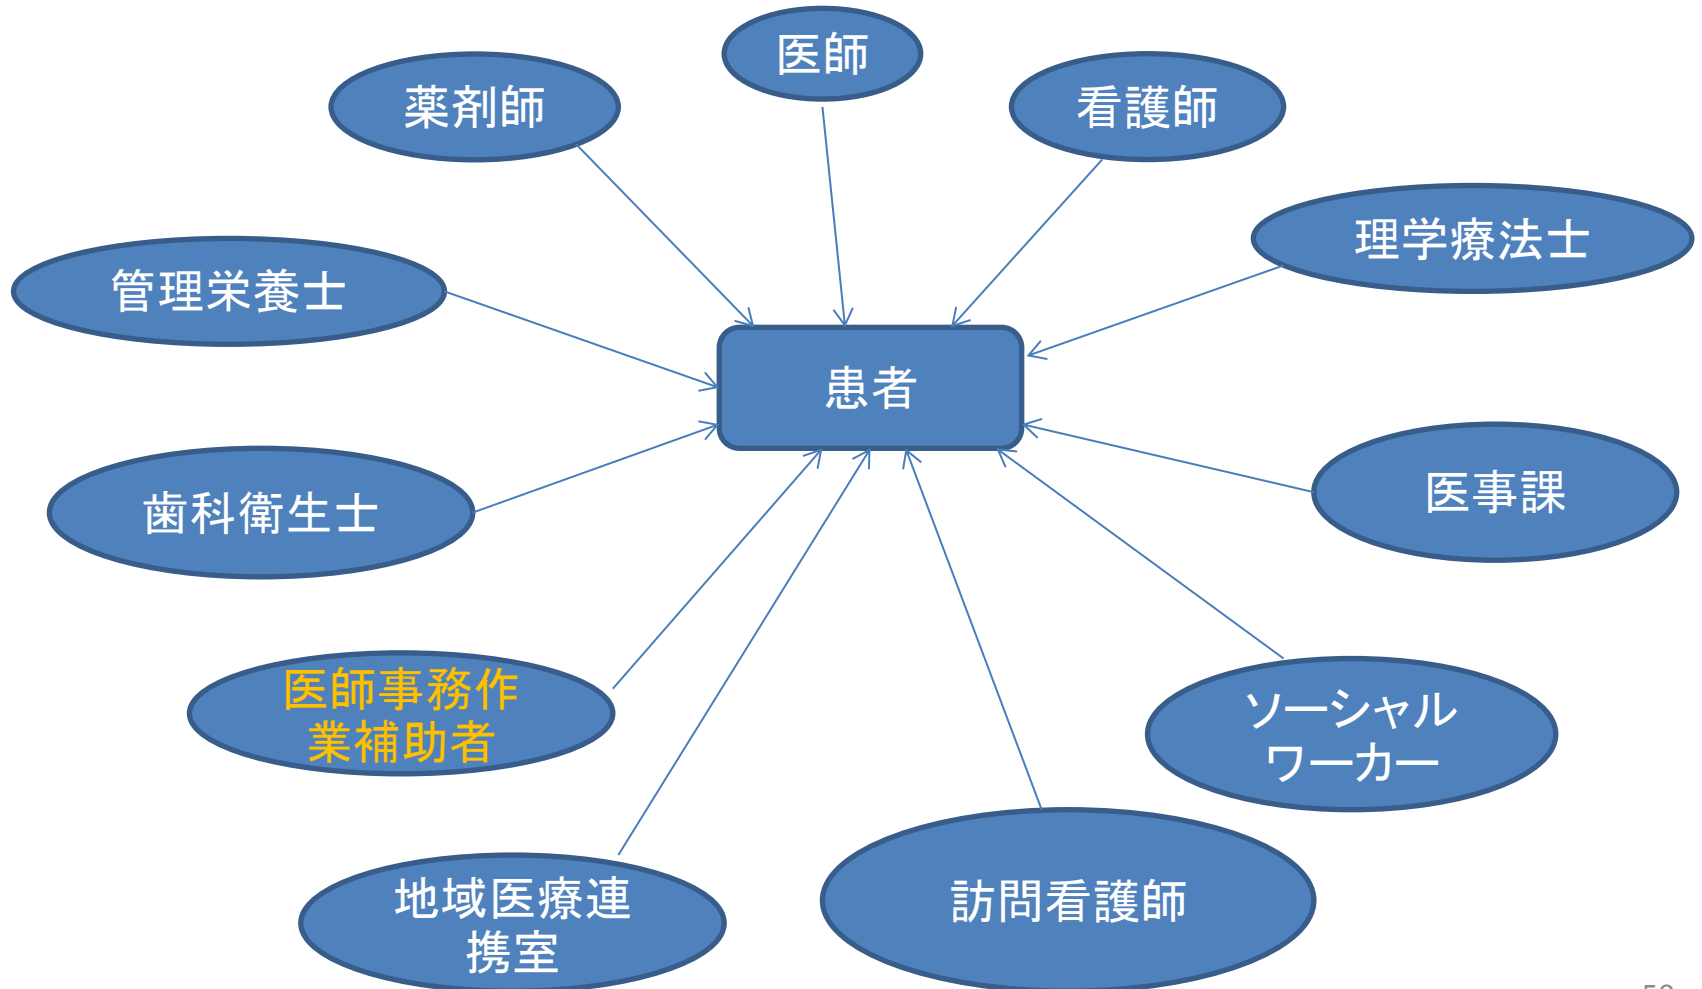 医師
薬剤師
看護師
理学療法士
管理栄養士
患者
医事課
歯科衛生士
医師事務作
業補助者
ソーシャル
ワーカー
地域医療連
携室
訪問看護師